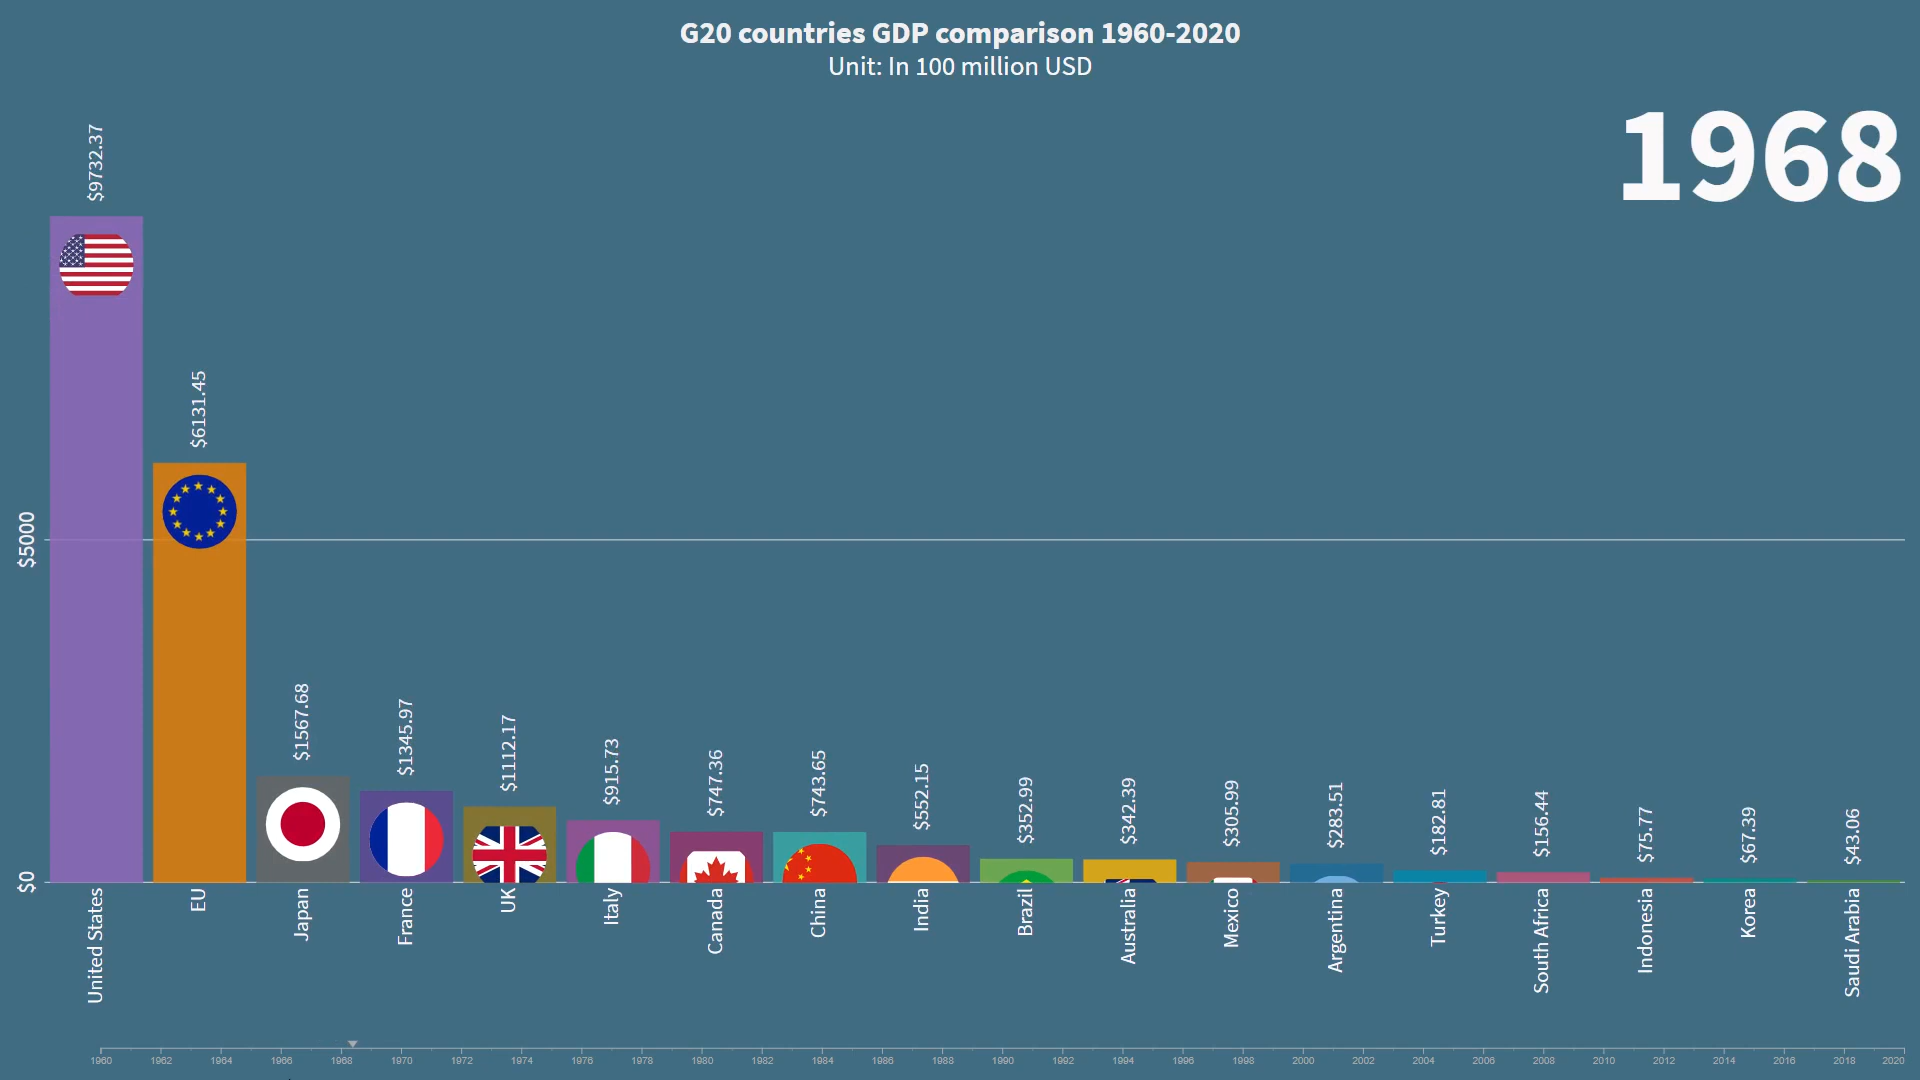 G20 countries GDP comparison 1960-2020
Unit: In 100 million USD
1968
$9732.37
$6131.45
$1567.68
$1345.97
$1112.17
$915.73
$747.36
$743.65
$552.15
$352.99
$342.39
$305.99
$283.51
$182.81
$156.44
$75.77
$67.39
$43.06
$5000
$0
United States
EU
Japan
France
UK
Italy
Canada
China
India
Brazil
Australia
Mexico
Argentina
Turkey
South Africa
Indonesia
Korea
Saudi Arabia
1960 1962 1964 1966 1968 1970 1972 1974 1976 1978 1980 1982 1984 1986 1988 1990 1992 1994 1996 1998 2000 2002 2004 2006 2008 2010 2012 2014 2016 2018 2020